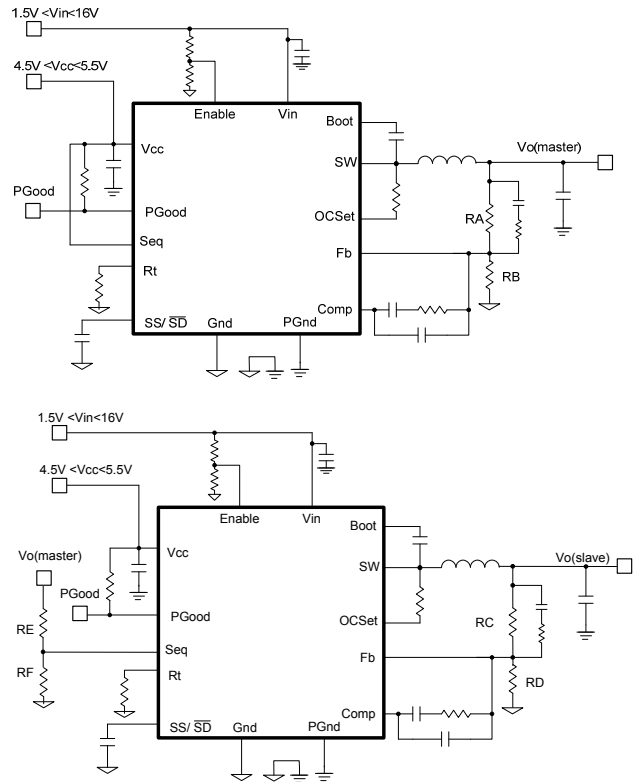 1.5V <Vin<16V
4.5V <Vcc<5.5V
Enable Vin
Boot
Vcc
Vo(master)
SW
PGood
PGood
OCSet
RA
Seq
Fb
Rt
RB
Comp
SS/ SD Gnd PGnd
1.5V <Vin<16V
4.5V <Vcc<5.5V
Enable Vin
Boot
Vo(master)
Vcc
Vo(slave)
SW
PGood
PGood
RE
OCSet
RC
Seq
Fb
RF
Rt
RD
Comp
SS/ SD Gnd PGnd